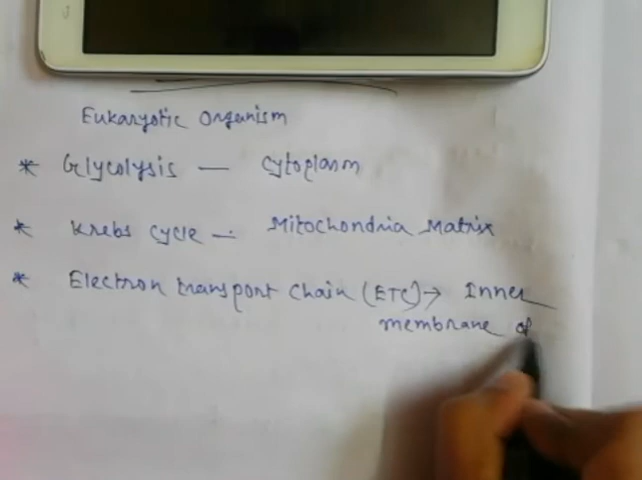 Eukaryotic Organism
* Glycolysis — Cytoplasm
* Krebs cycle — Mitochondria Matrix
* Electron transport chain (ETC) → Inner
membrane of